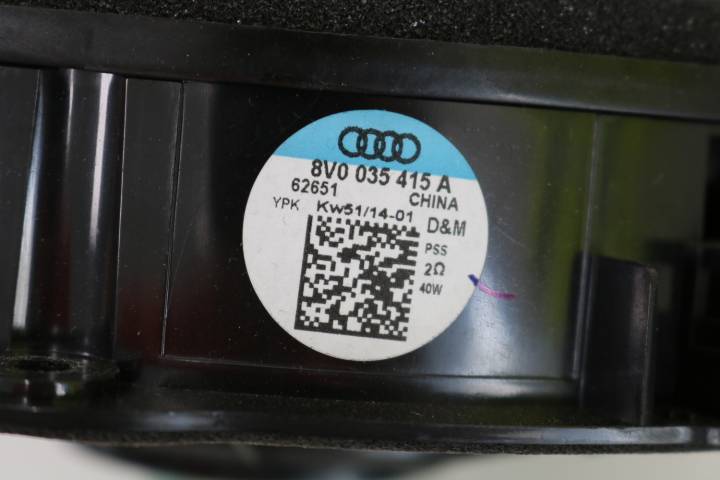 8V0 035 415 A
62651 CHINA
YPK Kw51/14-01 D&M
PSS
2Ω
40W